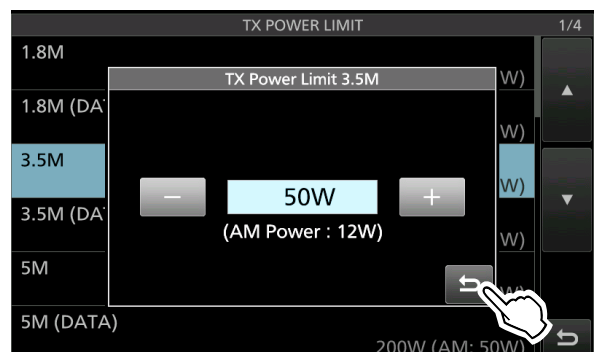 TX POWER LIMIT 1/4
1.8M
TX Power Limit 3.5M
W)
1.8M (DA
W)
3.5M
W)
− 50W +
(AM Power : 12W)
3.5M (DA
W)
5M
W)
5M (DATA)
200W (AM: 50W)